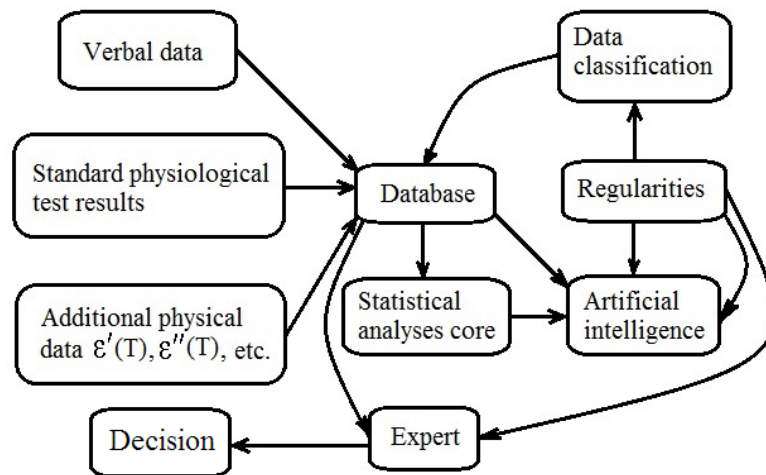 Verbal data
Data
classification
Standard physiological
test results
Database
Regularities
Additional physical
data ε′(T), ε″(T), etc.
Statistical
analyses core
Artificial
intelligence
Decision
Expert